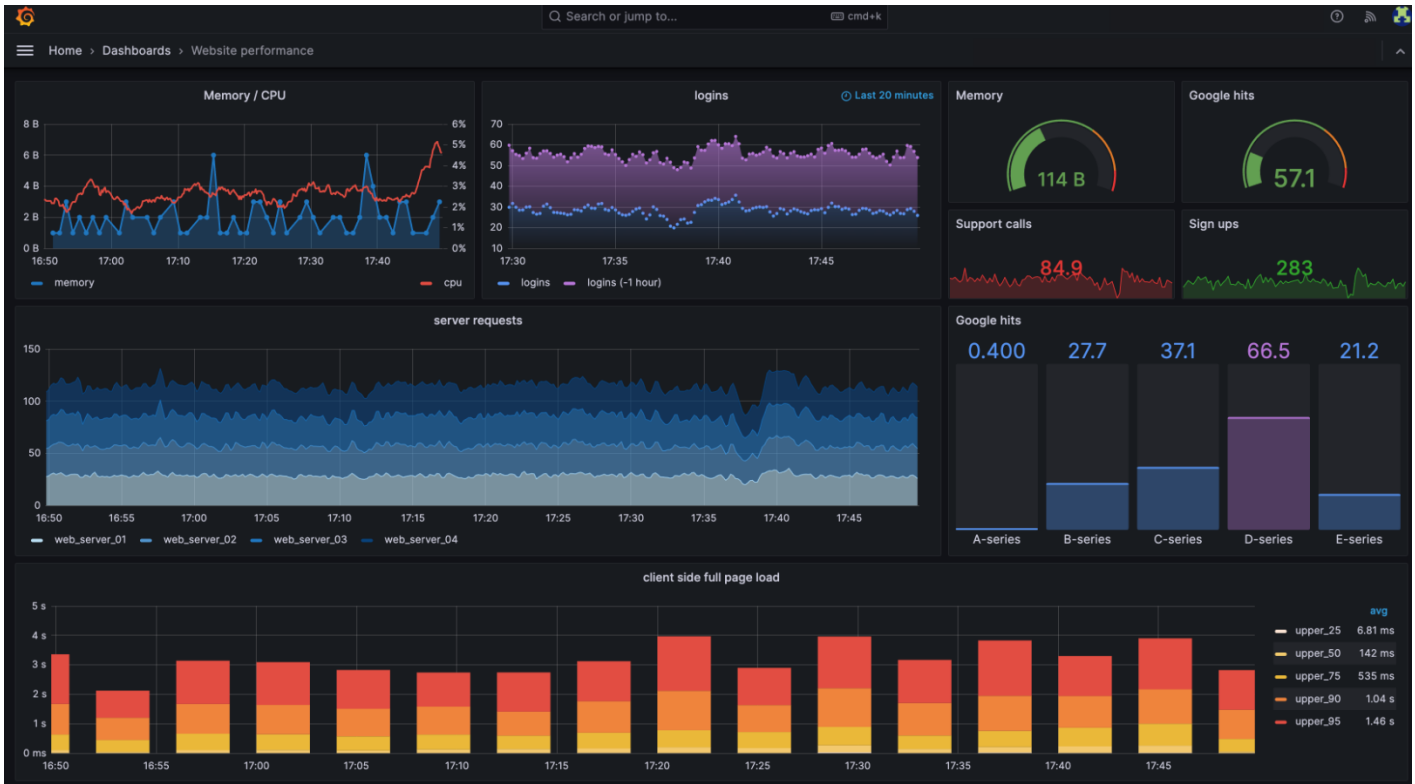 Search or jump to... cmd+k
Home › Dashboards › Website performance
Memory / CPU
8 B
6 B
4 B
2 B
0 B
6%
5%
4%
3%
2%
1%
0%
16:50 17:00 17:10 17:20 17:30 17:40
memory cpu
logins Last 20 minutes
70
60
50
40
30
20
10
17:30 17:35 17:40 17:45
logins logins (-1 hour)
Memory
114 B
Google hits
57.1
Support calls
84.9
Sign ups
283
server requests
150
100
50
0
16:50 16:55 17:00 17:05 17:10 17:15 17:20 17:25 17:30 17:35 17:40 17:45
web_server_01 web_server_02 web_server_03 web_server_04
Google hits
0.400 27.7 37.1 66.5 21.2
A-series B-series C-series D-series E-series
client side full page load
5 s
4 s
3 s
2 s
1 s
0 ms
16:50 16:55 17:00 17:05 17:10 17:15 17:20 17:25 17:30 17:35 17:40 17:45
avg
upper_25 6.81 ms
upper_50 142 ms
upper_75 535 ms
upper_90 1.04 s
upper_95 1.46 s